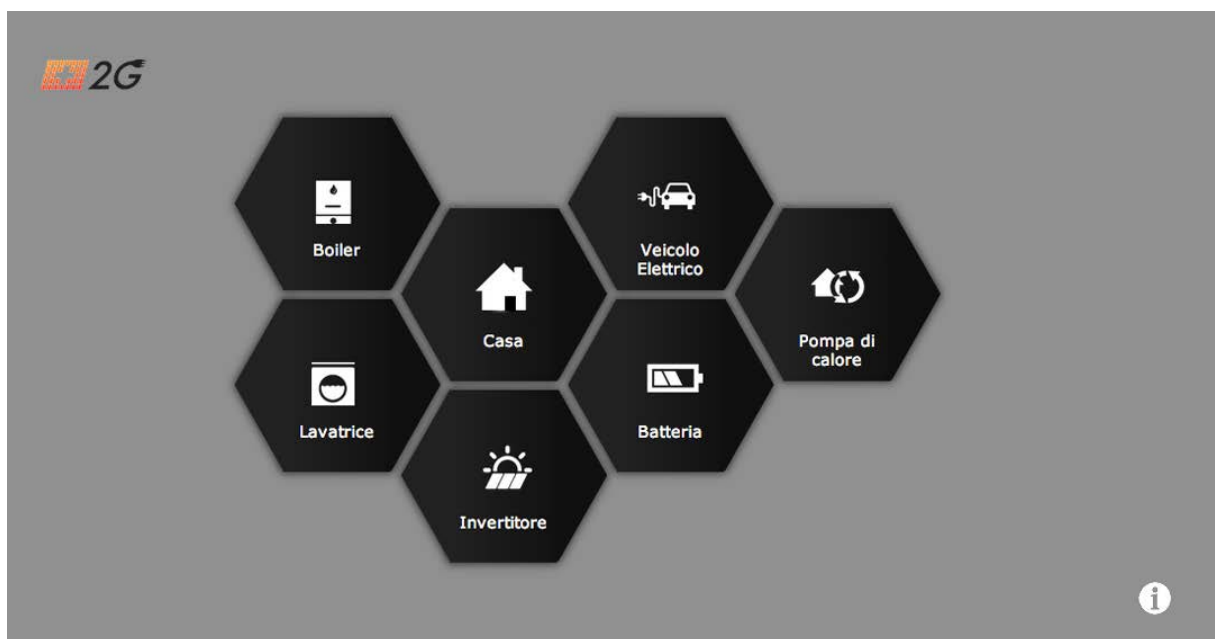 2G
Boiler
Veicolo
Elettrico
Casa
Pompa di
calore
Lavatrice
Batteria
Invertitore
i